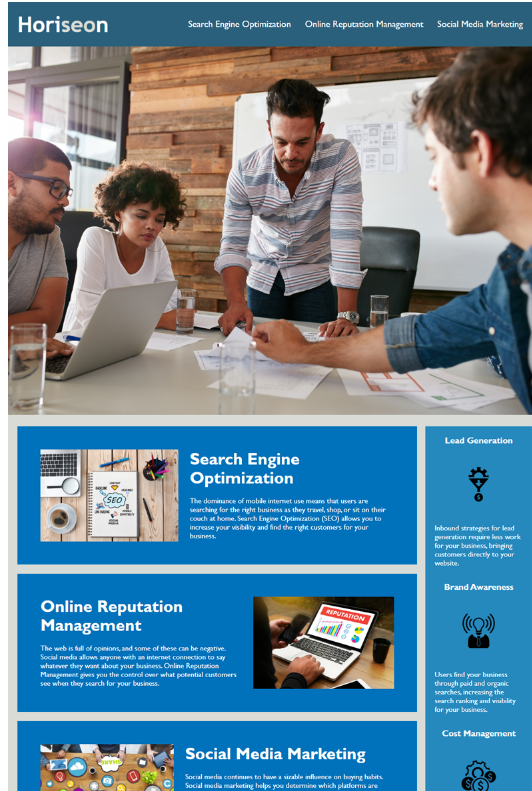 Horiseon
Search Engine Optimization Online Reputation Management Social Media Marketing
Search Engine
Optimization
The dominance of mobile internet use means that users are
searching for the right business as they travel, shop, or sit on their
couch at home. Search Engine Optimization (SEO) allows you to
increase your visibility and find the right customers for your
business.
SEO
Online Reputation
Management
The web is full of opinions, and some of these can be negative.
Social media allows anyone with an internet connection to say
whatever they want about your business. Online Reputation
Management gives you the control over what potential customers
see when they search for your business.
REPUTATION
Social Media Marketing
Social media continues to have a sizable influence on buying habits.
Social media marketing helps you determine which platforms are
Lead Generation
Inbound strategies for lead
generation require less work
for your business, bringing
customers directly to your
website.
Brand Awareness
Users find your business
through paid and organic
searches, increasing the
search ranking and visibility
for your business.
Cost Management